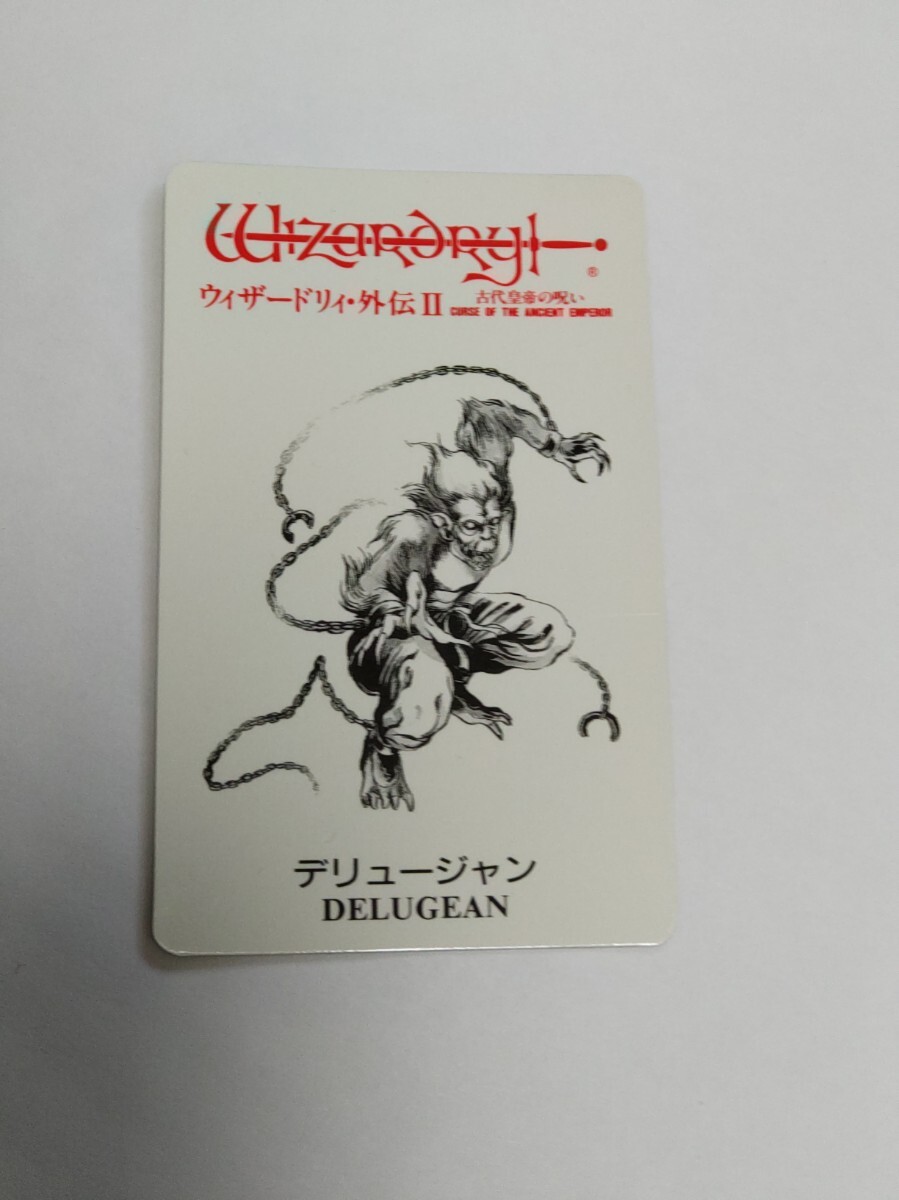 Wizardry
®
ウィザードリィ・外伝II
古代皇帝の呪い
CURSE OF THE ANCIENT EMPEROR
デリュージャン
DELUGEAN